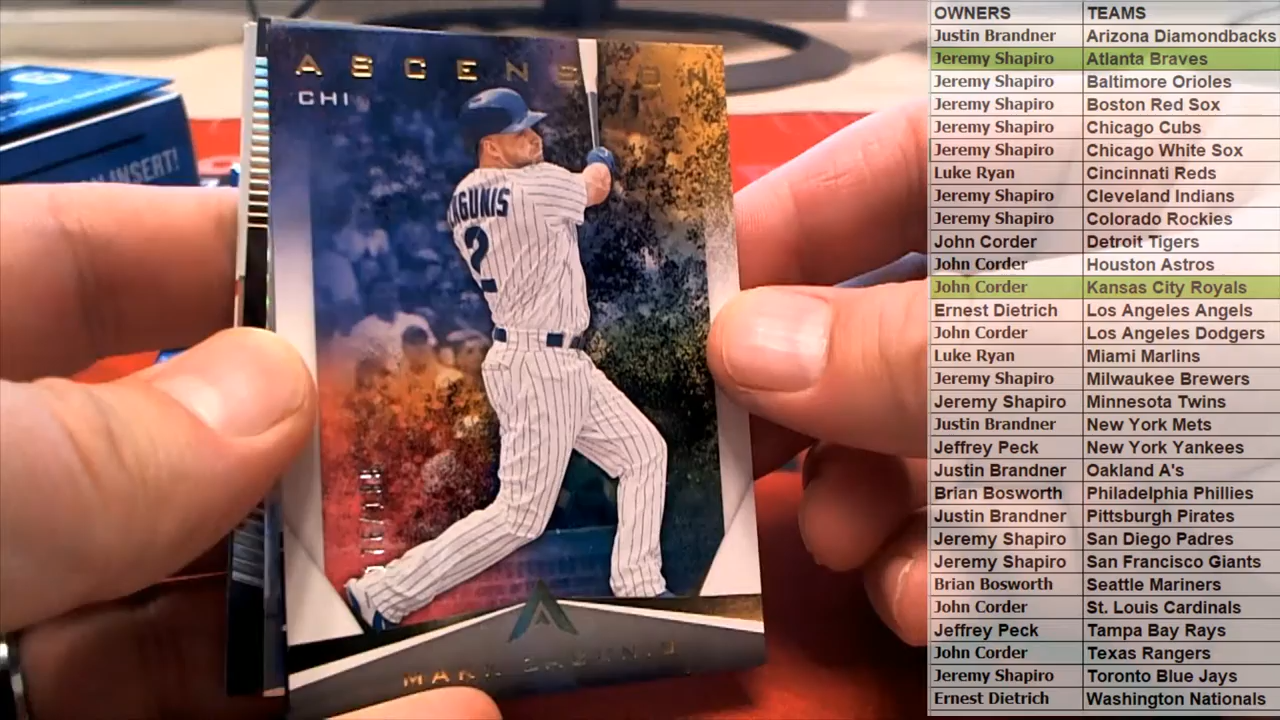 ASCENSION
CHI
AGUNIS
2
INSERT!
MARK ZAGUNIS
OWNERS TEAMS
Justin Brandner Arizona Diamondbacks
Jeremy Shapiro Atlanta Braves
Jeremy Shapiro Baltimore Orioles
Jeremy Shapiro Boston Red Sox
Jeremy Shapiro Chicago Cubs
Jeremy Shapiro Chicago White Sox
Luke Ryan Cincinnati Reds
Jeremy Shapiro Cleveland Indians
Jeremy Shapiro Colorado Rockies
John Corder Detroit Tigers
John Corder Houston Astros
John Corder Kansas City Royals
Ernest Dietrich Los Angeles Angels
John Corder Los Angeles Dodgers
Luke Ryan Miami Marlins
Jeremy Shapiro Milwaukee Brewers
Jeremy Shapiro Minnesota Twins
Justin Brandner New York Mets
Jeffrey Peck New York Yankees
Justin Brandner Oakland A's
Brian Bosworth Philadelphia Phillies
Justin Brandner Pittsburgh Pirates
Jeremy Shapiro San Diego Padres
Jeremy Shapiro San Francisco Giants
Brian Bosworth Seattle Mariners
John Corder St. Louis Cardinals
Jeffrey Peck Tampa Bay Rays
John Corder Texas Rangers
Jeremy Shapiro Toronto Blue Jays
Ernest Dietrich Washington Nationals